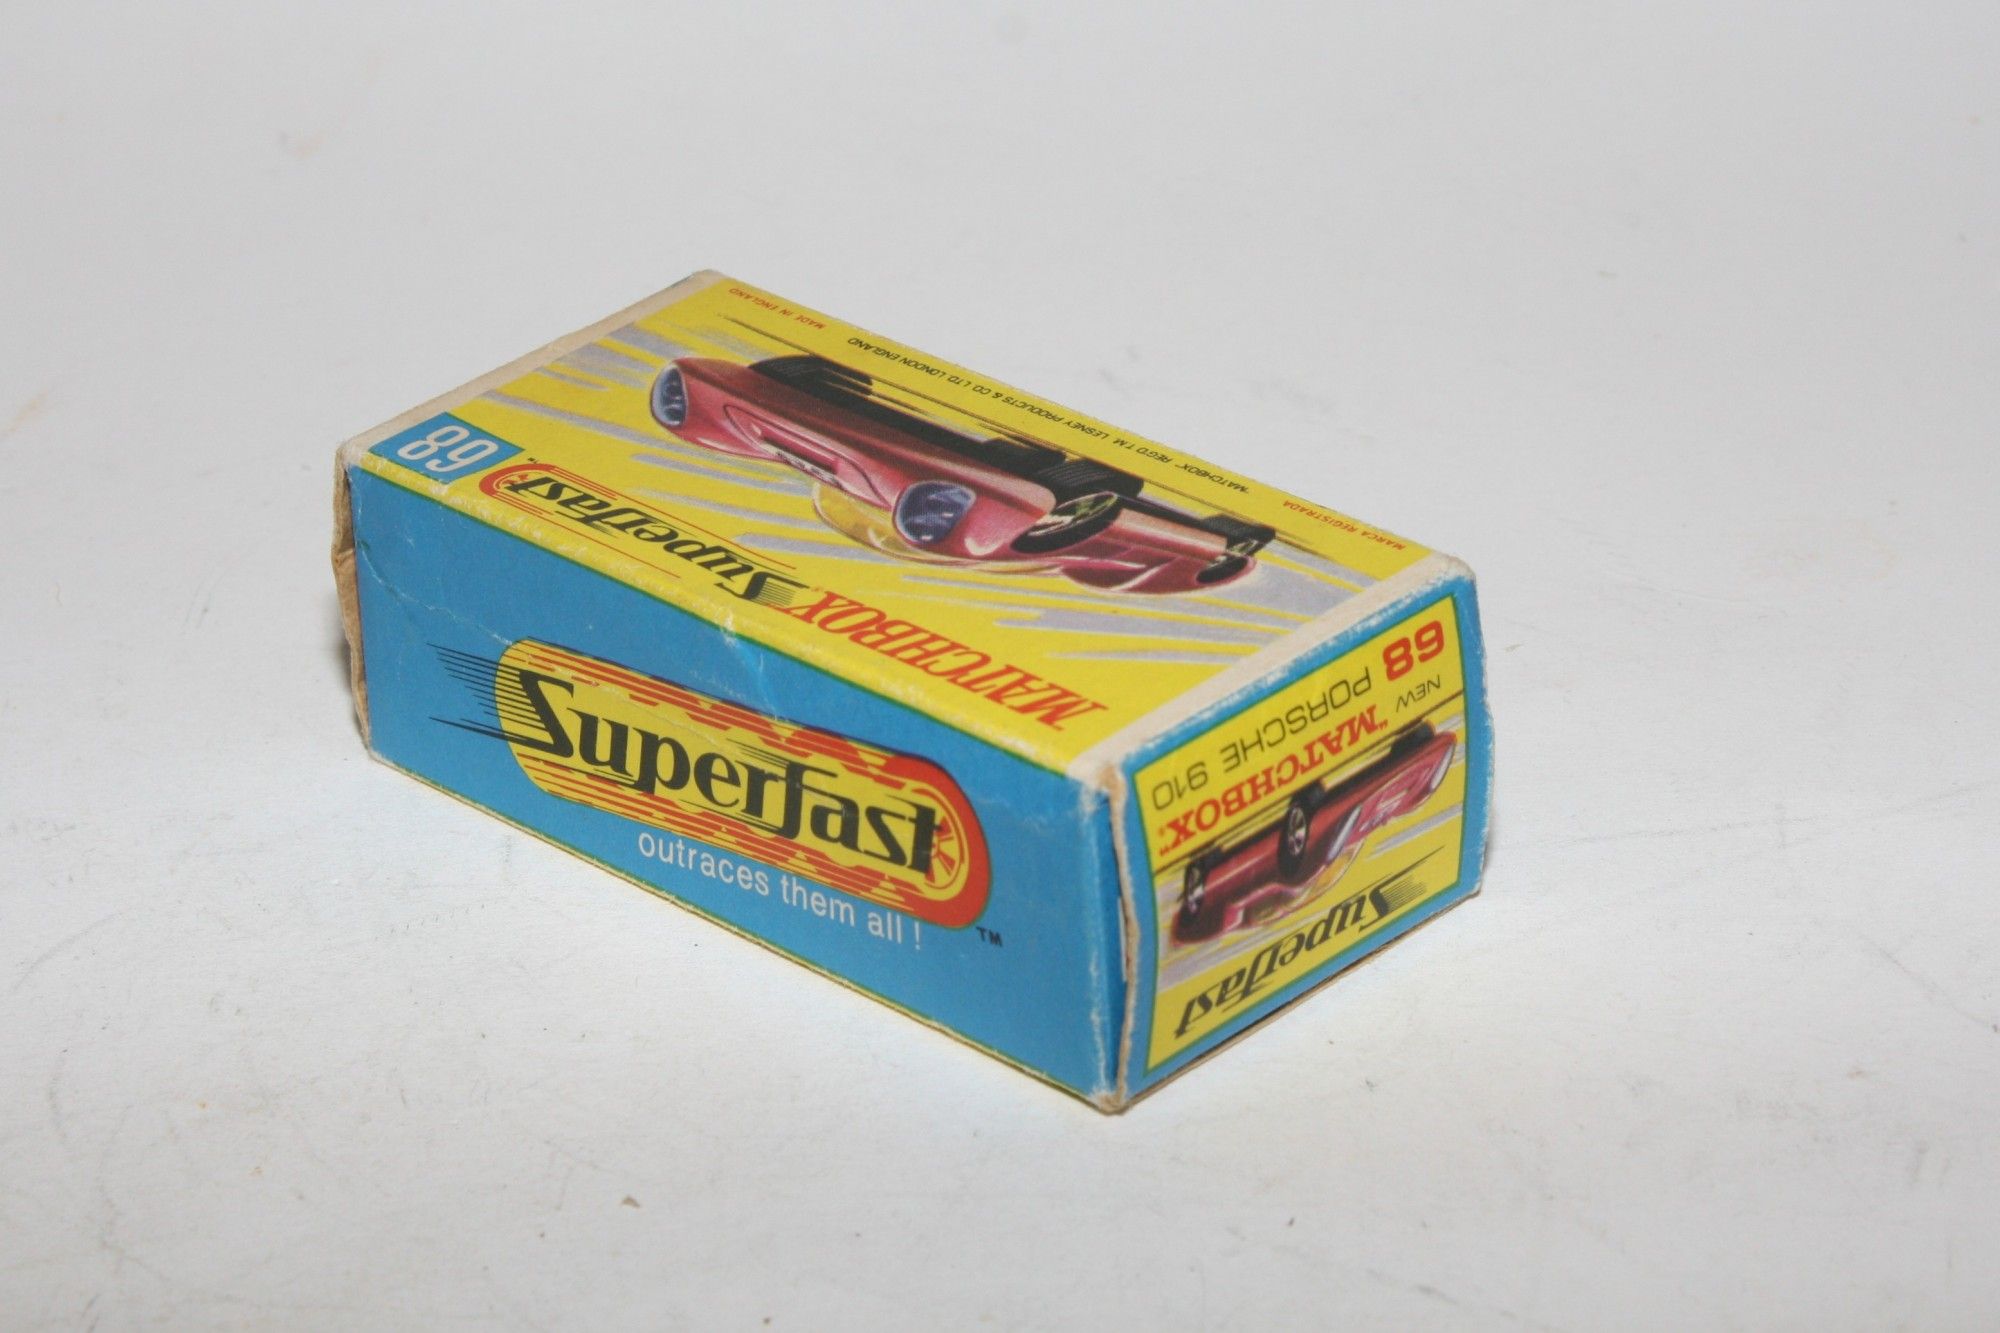 MADE IN ENGLAND
"MATCHBOX" REG'D T.M. LESNEY PRODUCTS & CO. LTD. LONDON ENGLAND
MARCA REGISTRADA
68
MATCHBOX Superfast
TM
Superfast
outraces them all !
TM
68 NEW
PORSCHE 910
"MATCHBOX"
Superfast